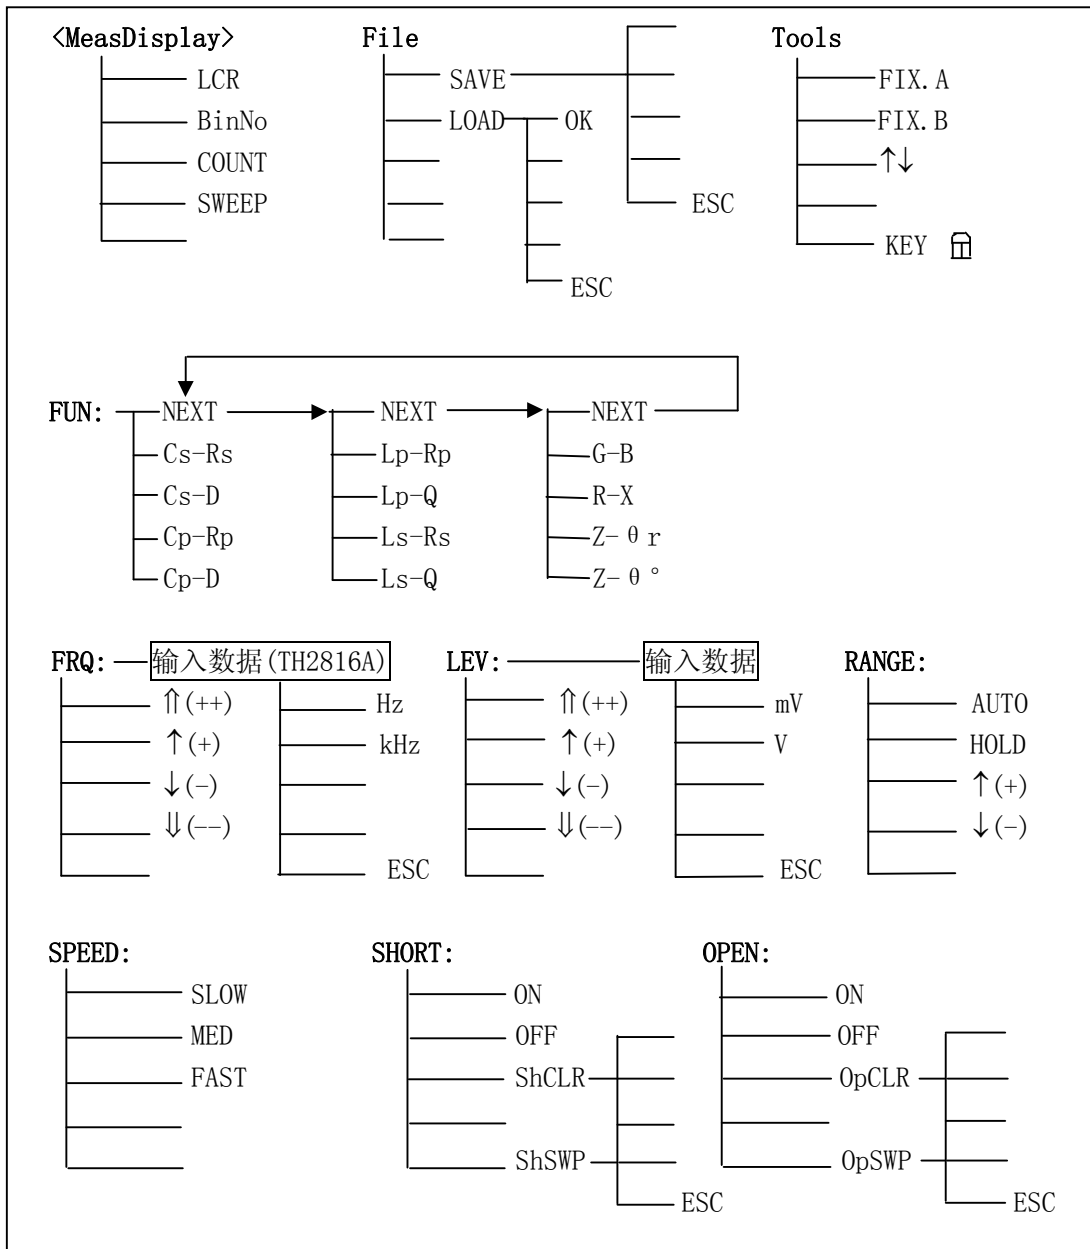 <MeasDisplay>
LCR
BinNo
COUNT
SWEEP
File
SAVE
LOAD
OK
ESC
ESC
Tools
FIX.A
FIX.B
↑↓
KEY
FUN:
NEXT
Cs-Rs
Cs-D
Cp-Rp
Cp-D
NEXT
Lp-Rp
Lp-Q
Ls-Rs
Ls-Q
NEXT
G-B
R-X
Z-θr
Z-θ°
FRQ:
⇑(++)
↑(+)
↓(-)
⇓(--)
输入数据(TH2816A)
Hz
kHz
ESC
LEV:
⇑(++)
↑(+)
↓(-)
⇓(--)
输入数据
mV
V
ESC
RANGE:
AUTO
HOLD
↑(+)
↓(-)
SPEED:
SLOW
MED
FAST
SHORT:
ON
OFF
ShCLR
ShSWP
ESC
OPEN:
ON
OFF
OpCLR
OpSWP
ESC